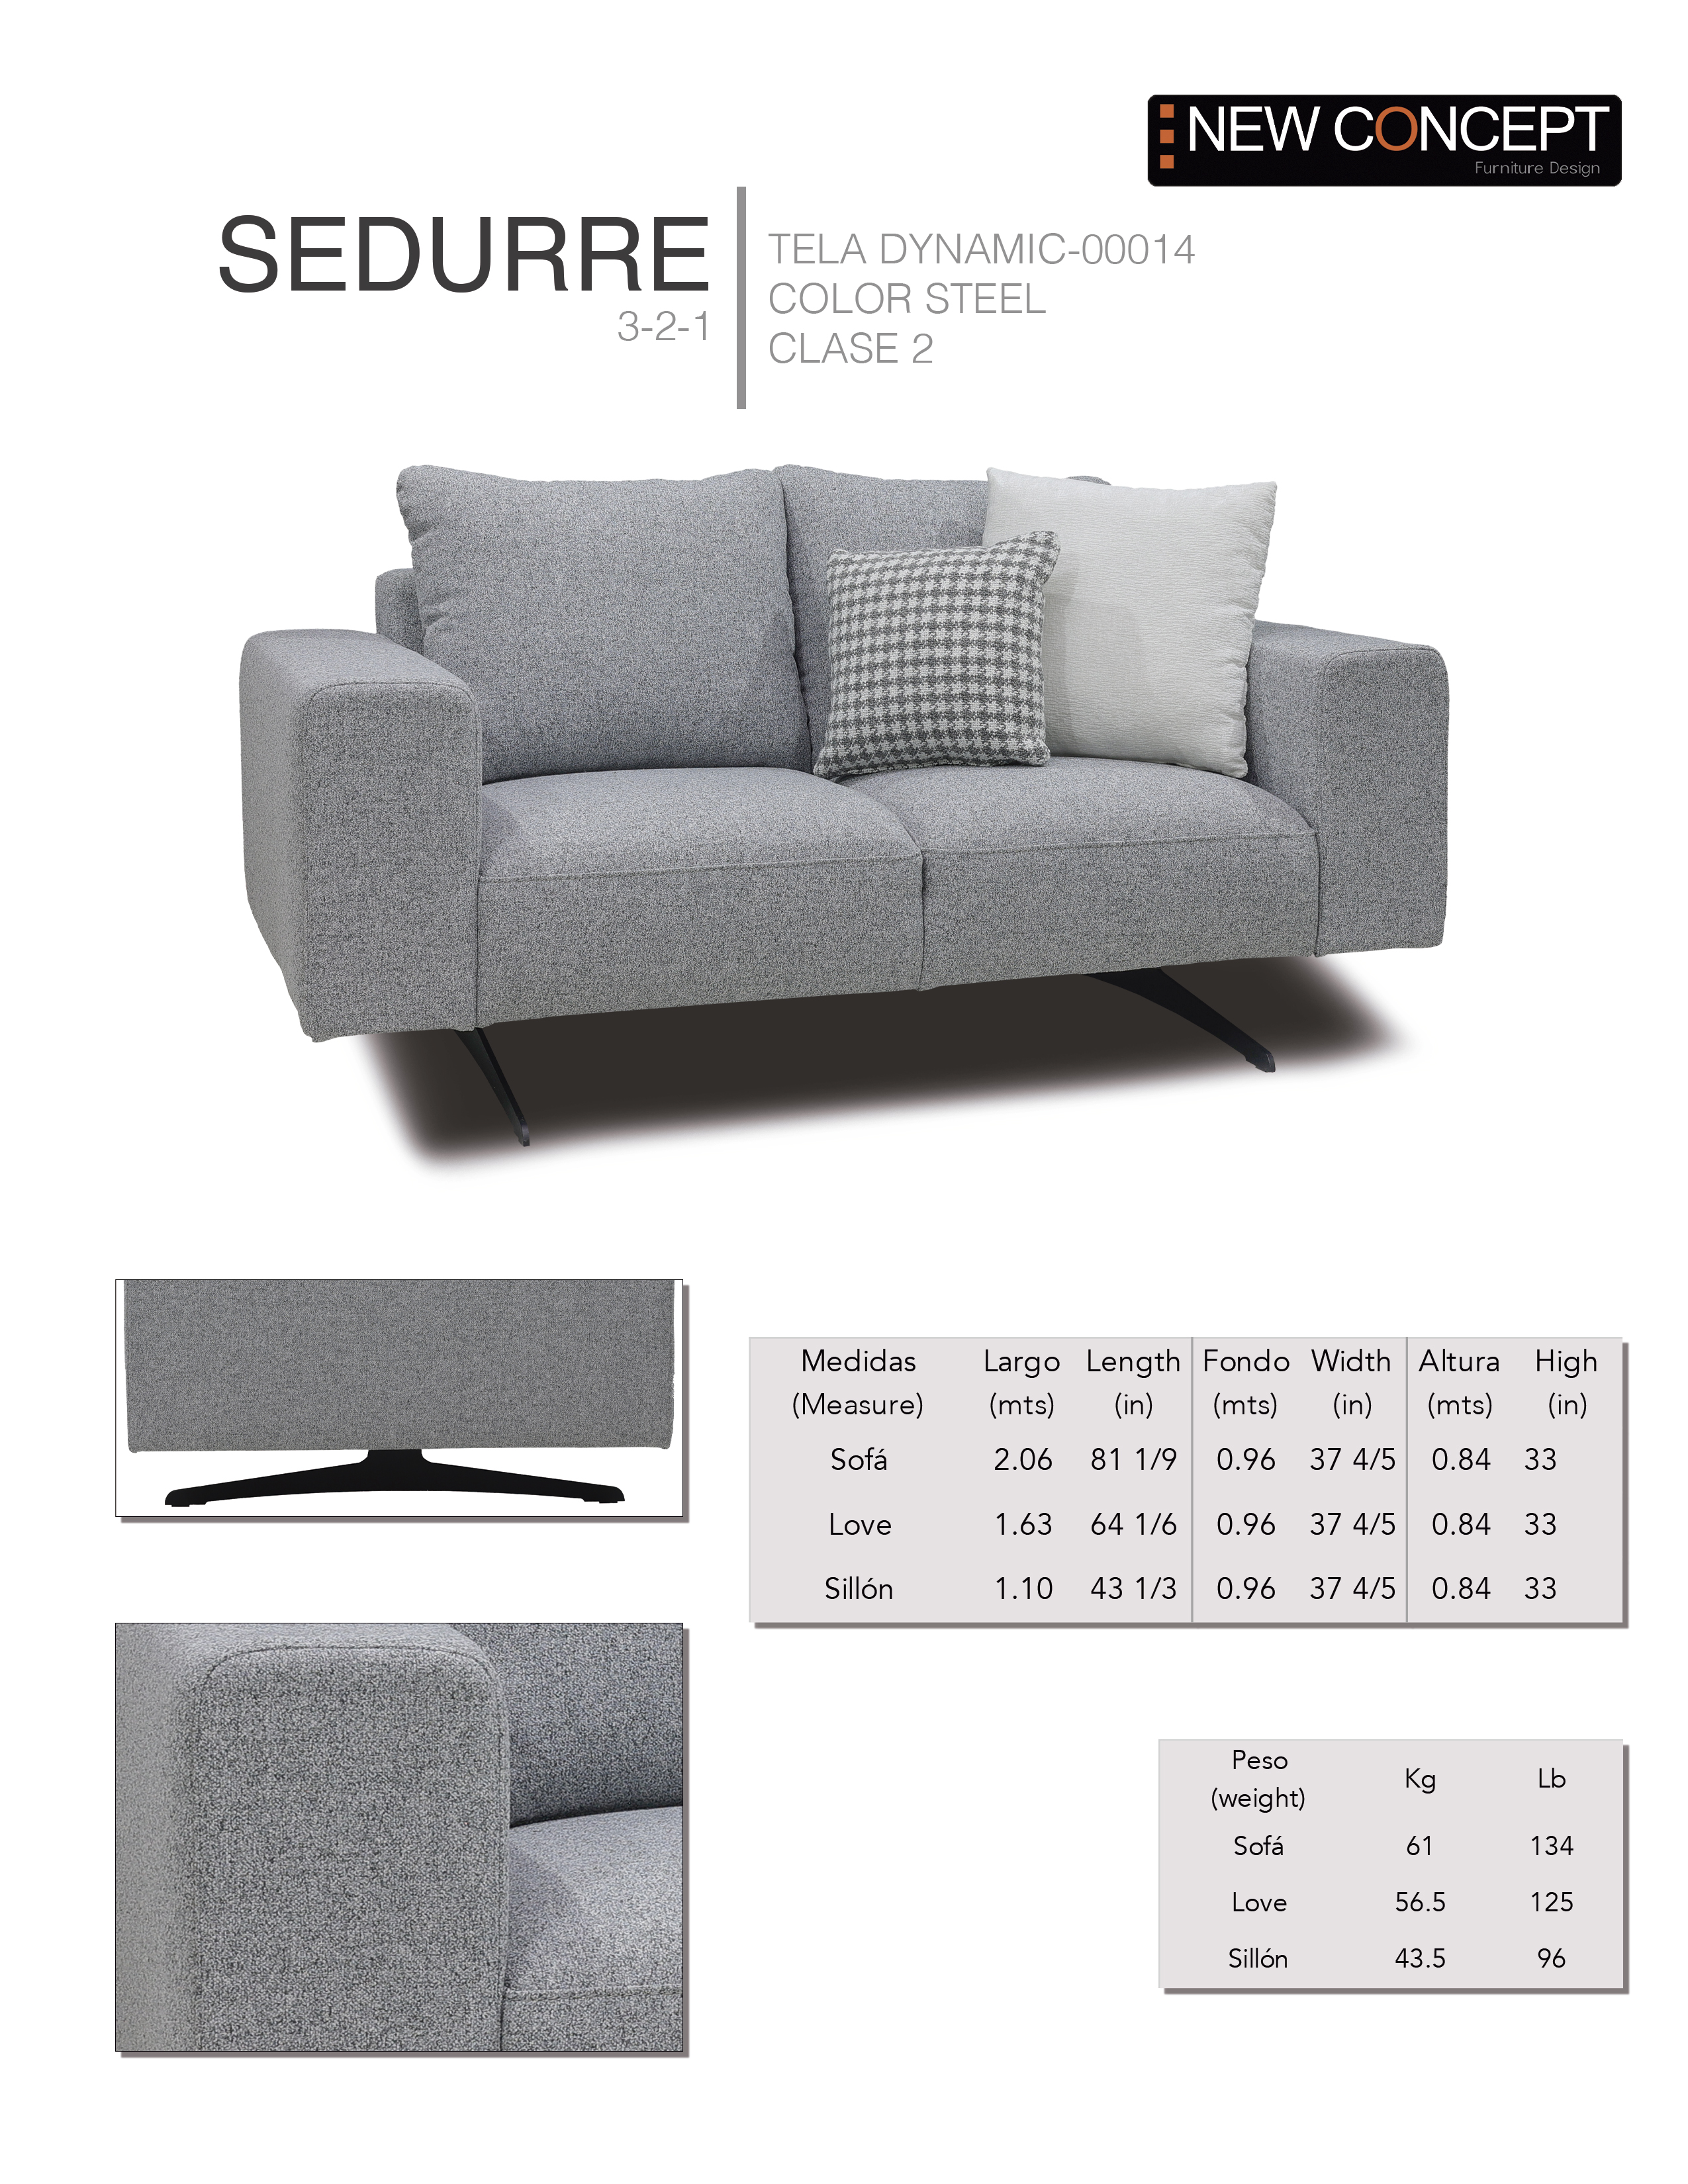 NEW CONCEPT
Furniture Design
SEDURRE
3-2-1
TELA DYNAMIC-00014
COLOR STEEL
CLASE 2
Medidas Largo Length Fondo Width Altura High
(Measure) (mts) (in) (mts) (in) (mts) (in)
Sofá 2.06 81 1/9 0.96 37 4/5 0.84 33
Love 1.63 64 1/6 0.96 37 4/5 0.84 33
Sillón 1.10 43 1/3 0.96 37 4/5 0.84 33
Peso
(weight) Kg Lb
Sofá 61 134
Love 56.5 125
Sillón 43.5 96